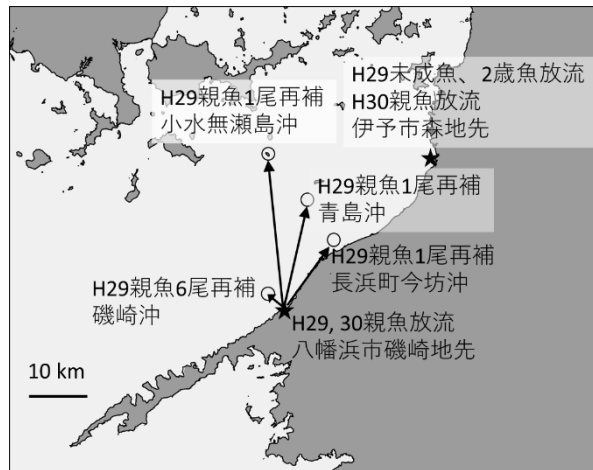 H29未成魚、2歳魚放流
H30親魚放流
伊予市森地先
H29親魚1尾再補
小水無瀬島沖
H29親魚1尾再補
青島沖
H29親魚1尾再補
長浜町今坊沖
H29親魚6尾再補
磯崎沖
H29, 30親魚放流
八幡浜市磯崎地先
10 km